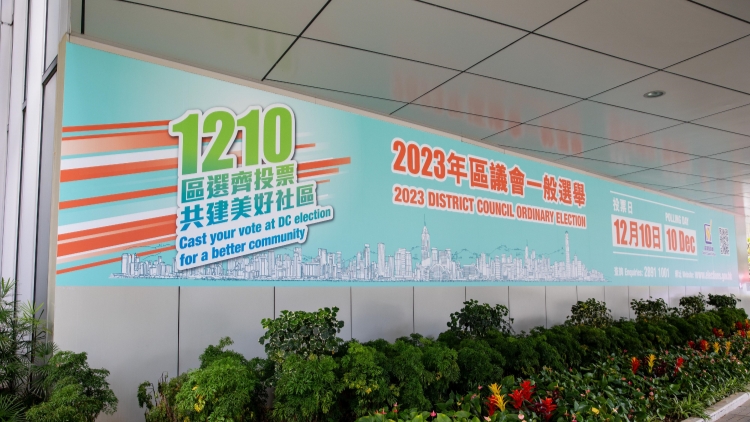 1210
區選齊投票
共建美好社區
Cast your vote at DC election
for a better community
2023年區議會一般選舉
2023 DISTRICT COUNCIL ORDINARY ELECTION
投票日
POLLING DAY
12月10日
10 Dec
2891 1001